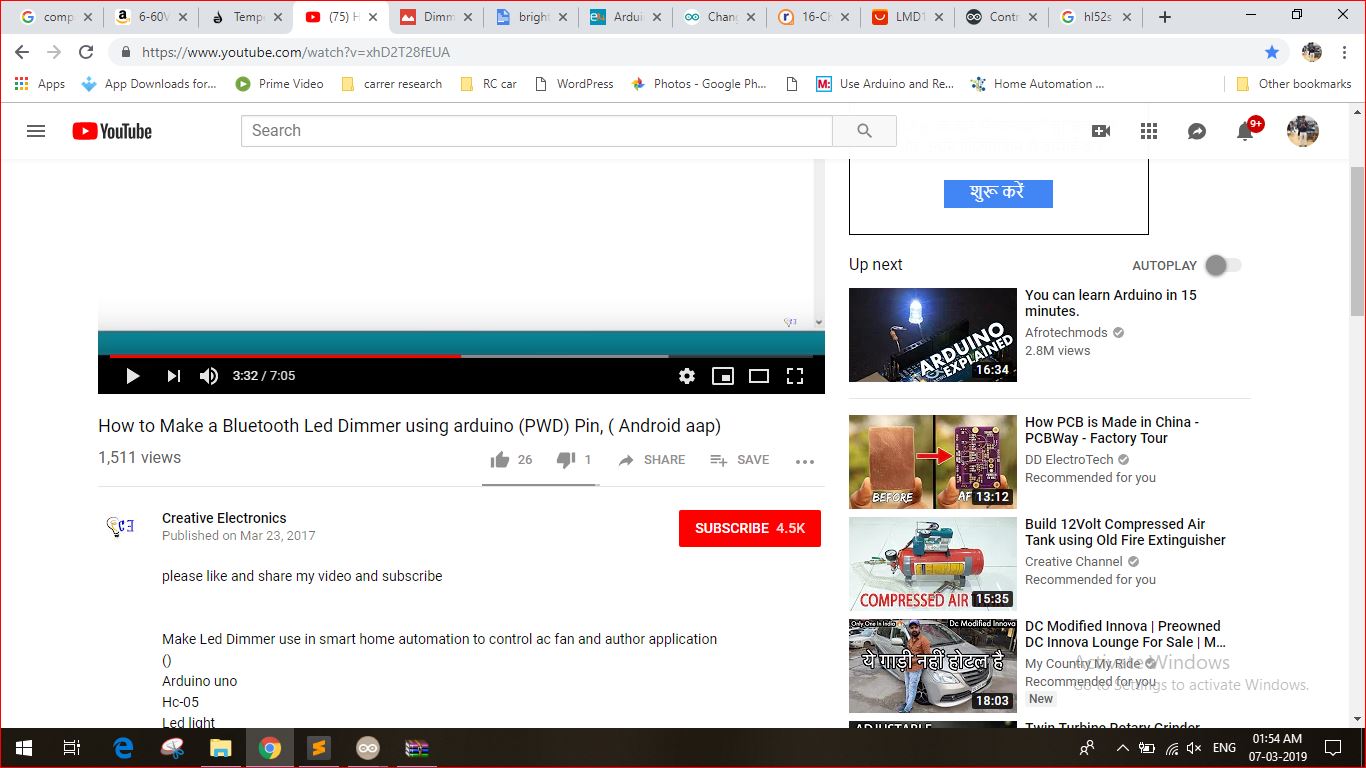 comp
6-60V
Temp
(75) H
Dimm
bright
Ardui
Chang
16-Ch
LMD1
Contr
hl52s
https://www.youtube.com/watch?v=xhD2T28fEUA
Apps
App Downloads for...
Prime Video
carrer research
RC car
WordPress
Photos - Google Ph...
M:
Use Arduino and Re...
Home Automation ...
Other bookmarks
YouTube
Search
9+
शुरू करें
3:32 / 7:05
How to Make a Bluetooth Led Dimmer using arduino (PWD) Pin, ( Android aap)
1,511 views
26
1
SHARE
SAVE
CE
Creative Electronics
Published on Mar 23, 2017
SUBSCRIBE 4.5K
please like and share my video and subscribe
Make Led Dimmer use in smart home automation to control ac fan and author application
()
Arduino uno
Hc-05
Led light
Up next
AUTOPLAY
ARDUINO
EXPLAINED
16:34
You can learn Arduino in 15
minutes.
Afrotechmods
2.8M views
BEFORE
AF
13:12
How PCB is Made in China -
PCBWay - Factory Tour
DD ElectroTech
Recommended for you
COMPRESSED AIR
15:35
Build 12Volt Compressed Air
Tank using Old Fire Extinguisher
Creative Channel
Recommended for you
Only One In India
Dc Modified Innova
ये गाड़ी नहीं होटल है
18:03
DC Modified Innova | Preowned
DC Innova Lounge For Sale | M...
My Country My Ride
Recommended for you
New
Activate Windows
Go to Settings to activate Windows.
ADJUSTABLE
Twin Turbine Rotary Grinder
ENG
01:54 AM
07-03-2019